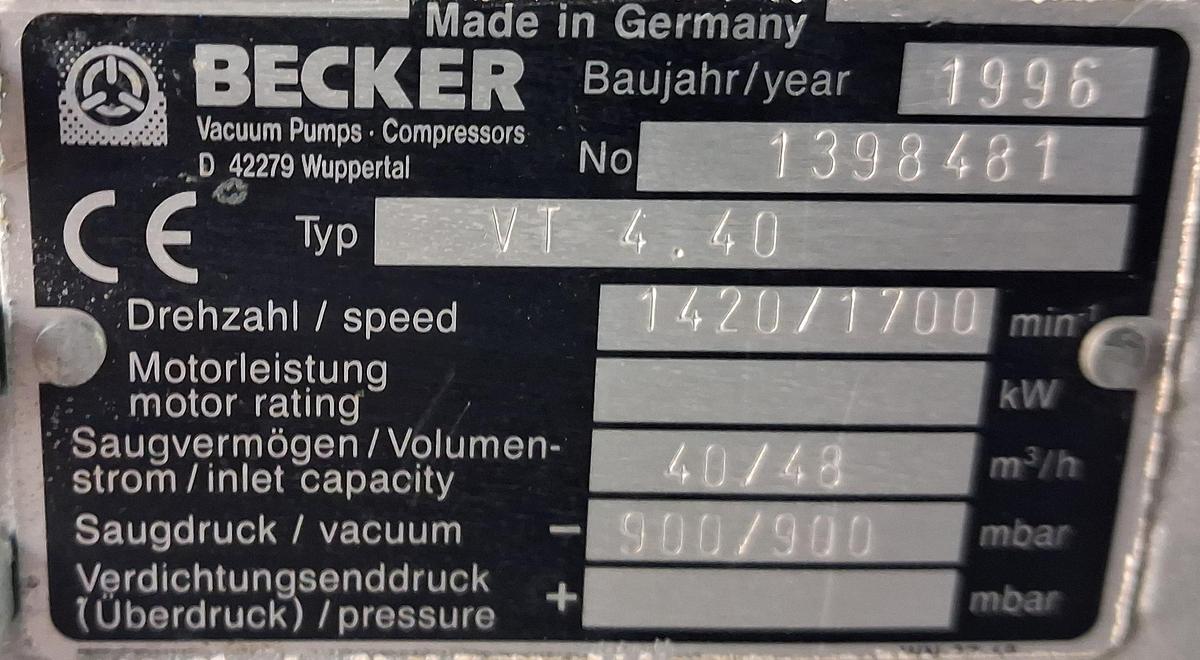 Made in Germany
BECKER
Vacuum Pumps · Compressors
D 42279 Wuppertal
Baujahr/year 1996
No 1398481
CE
Typ VT 4.40
Drehzahl / speed 1420/1700 min-1
Motorleistung
motor rating kW
Saugvermögen / Volumen-
strom / inlet capacity 40/48 m³/h
Saugdruck / vacuum − 900/900 mbar
Verdichtungsenddruck
(Überdruck) / pressure + mbar